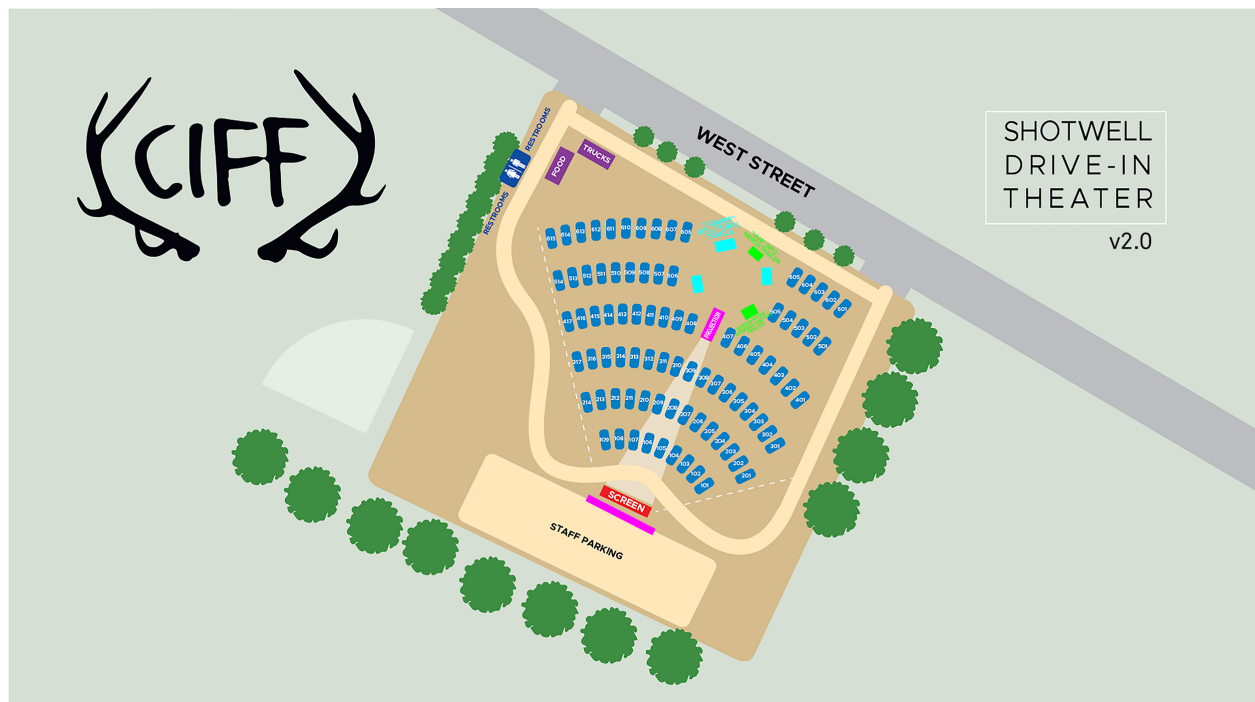 CIFF
SHOTWELL
DRIVE-IN
THEATER
v2.0
WEST STREET
RESTROOMS
RESTROOMS
FOOD
TRUCKS
615 614 613 612 611 610 609 608 607 606
605 604 603 602 601
514 513 512 511 510 509 508 507 506
505 504 503 502 501
417 416 415 414 413 412 411 410 409 408
PROJECTION
407 406 405 404 403 402 401
317 316 315 314 313 312 311 310 309 308 307 306 305 304 303 302 301
214 213 212 211 210 209 208 207 206 205 204 203 202 201
109 108 107 106 105 104 103 102 101
SCREEN
STAFF PARKING